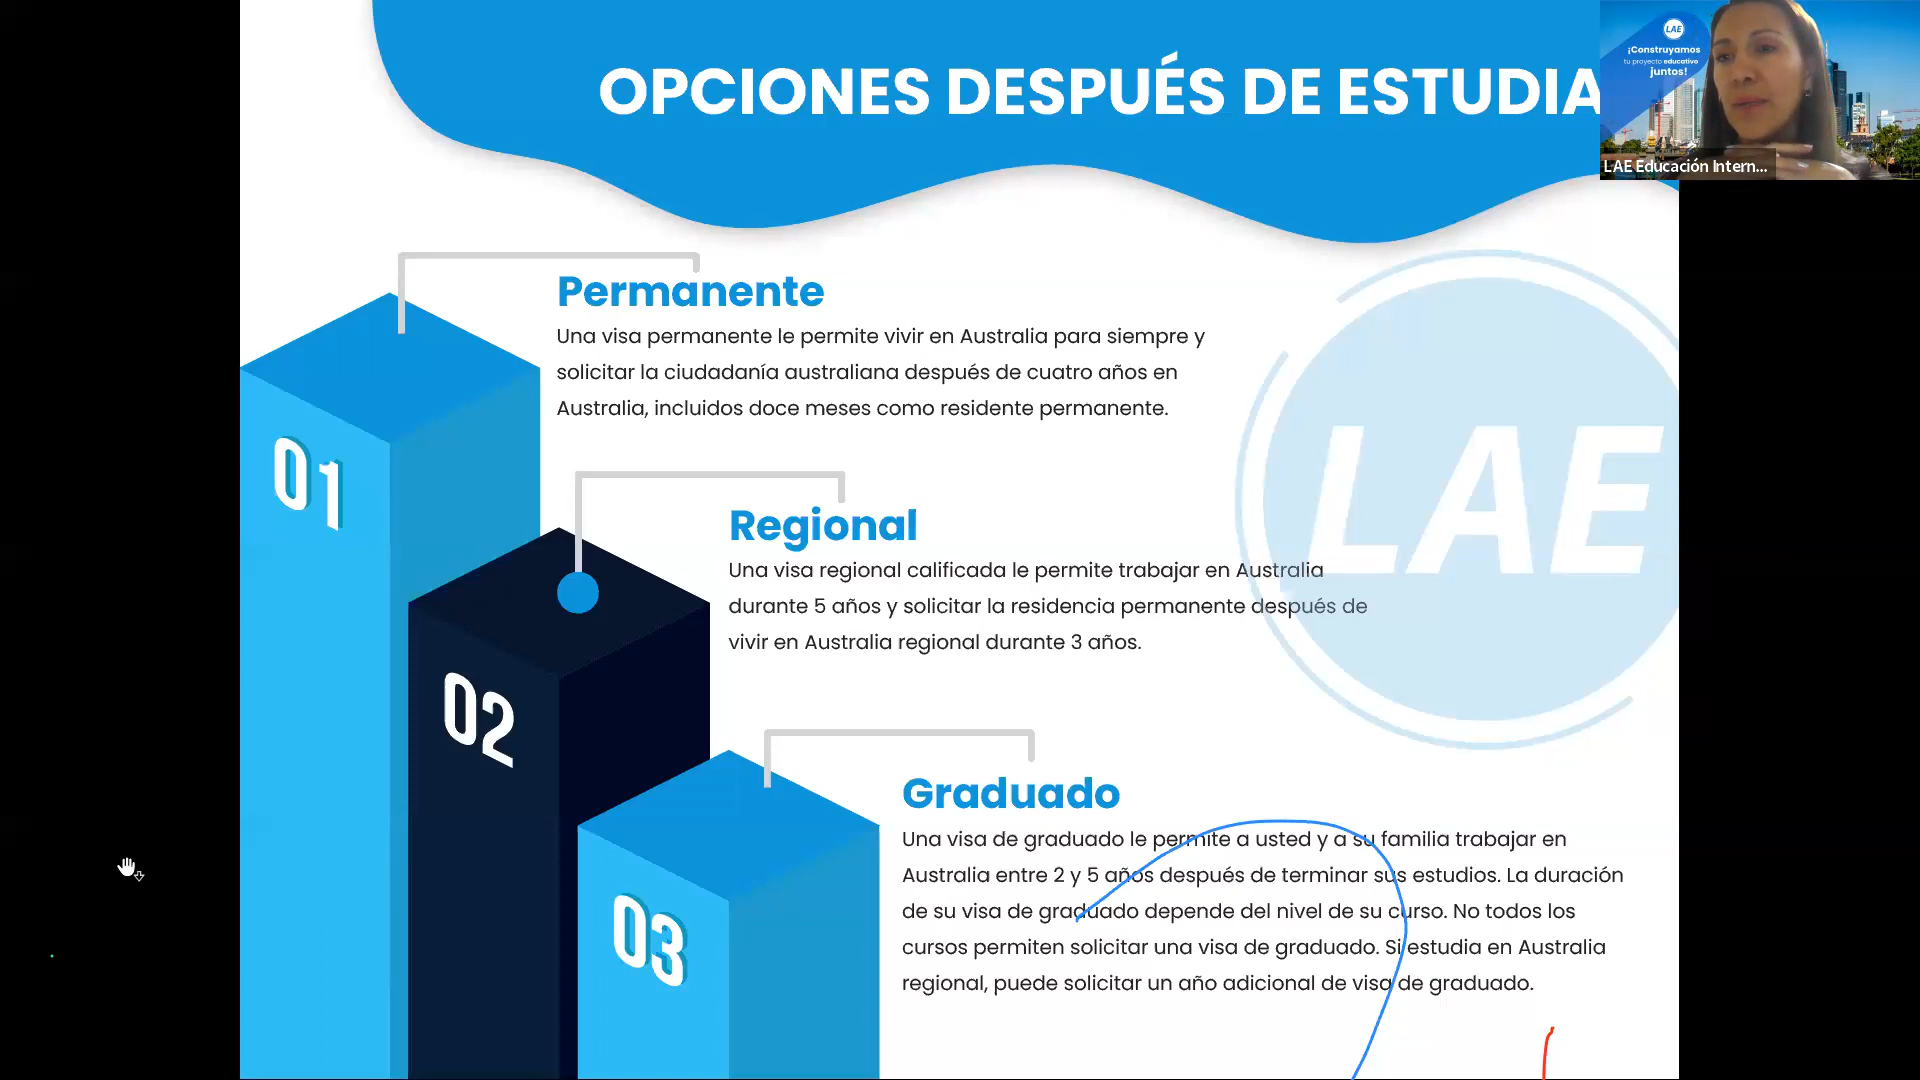 OPCIONES DESPUÉS DE ESTUDIA
LAE
¡Construyamos
tu proyecto educativo
juntos!
LAE Educación Intern...
Permanente
Una visa permanente le permite vivir en Australia para siempre y
solicitar la ciudadanía australiana después de cuatro años en
Australia, incluidos doce meses como residente permanente.
01
Regional
Una visa regional calificada le permite trabajar en Australia
durante 5 años y solicitar la residencia permanente después de
vivir en Australia regional durante 3 años.
LAE
02
Graduado
Una visa de graduado le permite a usted y a su familia trabajar en
Australia entre 2 y 5 años después de terminar sus estudios. La duración
de su visa de graduado depende del nivel de su curso. No todos los
cursos permiten solicitar una visa de graduado. Si estudia en Australia
regional, puede solicitar un año adicional de visa de graduado.
03